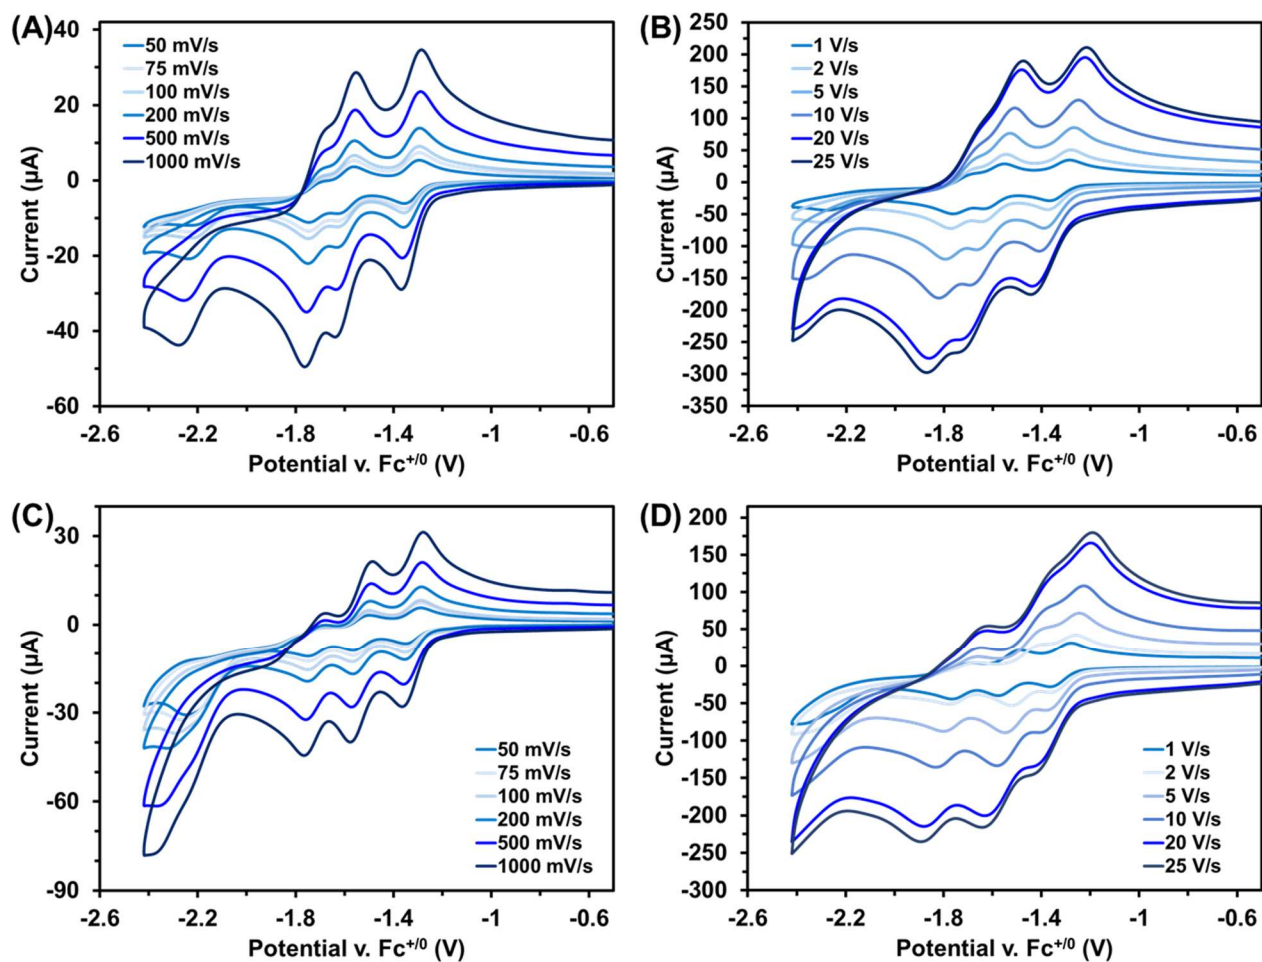 (A)
40
20
0
-20
-40
-60
Current (µA)
50 mV/s
75 mV/s
100 mV/s
200 mV/s
500 mV/s
1000 mV/s
-2.6
-2.2
-1.8
-1.4
-1
-0.6
Potential v. Fc+/0 (V)
(B)
250
200
150
100
50
0
-50
-100
-150
-200
-250
-300
-350
Current (µA)
1 V/s
2 V/s
5 V/s
10 V/s
20 V/s
25 V/s
-2.6
-2.2
-1.8
-1.4
-1
-0.6
Potential v. Fc+/0 (V)
(C)
30
0
-30
-60
-90
Current (µA)
50 mV/s
75 mV/s
100 mV/s
200 mV/s
500 mV/s
1000 mV/s
-2.6
-2.2
-1.8
-1.4
-1
-0.6
Potential v. Fc+/0 (V)
(D)
200
150
100
50
0
-50
-100
-150
-200
-250
-300
Current (µA)
1 V/s
2 V/s
5 V/s
10 V/s
20 V/s
25 V/s
-2.6
-2.2
-1.8
-1.4
-1
-0.6
Potential v. Fc+/0 (V)